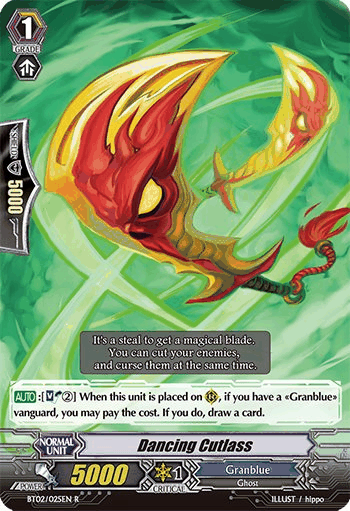 1
GRADE
SHIELD
5000
It's a steal to get a magical blade.
You can cut your enemies,
and curse them at the same time.
AUTO :[②] When this unit is placed on Ⓡ, if you have a «Granblue»
vanguard, you may pay the cost. If you do, draw a card.
NORMAL
UNIT
Dancing Cutlass
POWER
5000
1
CRITICAL
Granblue
Ghost
BT02/025EN R
ILLUST / hippo